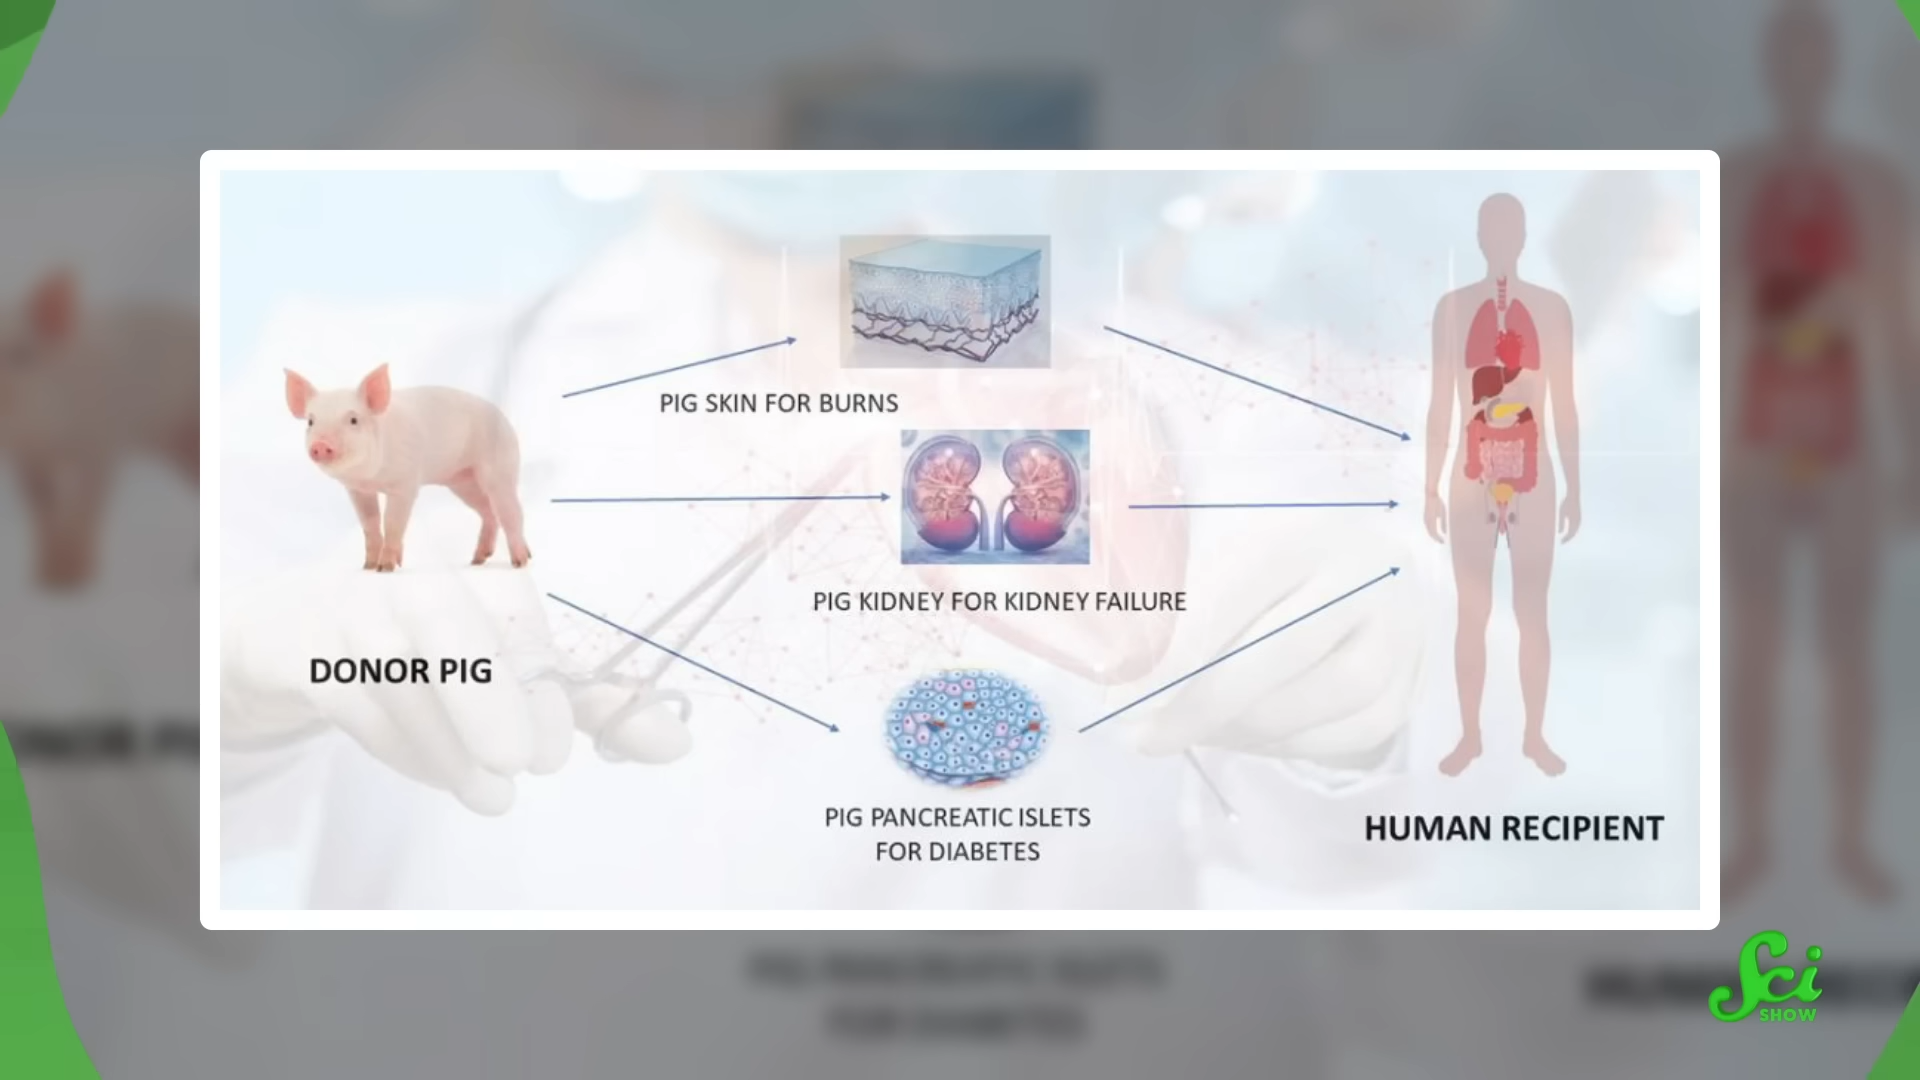 PIG SKIN FOR BURNS
PIG KIDNEY FOR KIDNEY FAILURE
DONOR PIG
PIG PANCREATIC ISLETS
FOR DIABETES
HUMAN RECIPIENT
Sci
SHOW